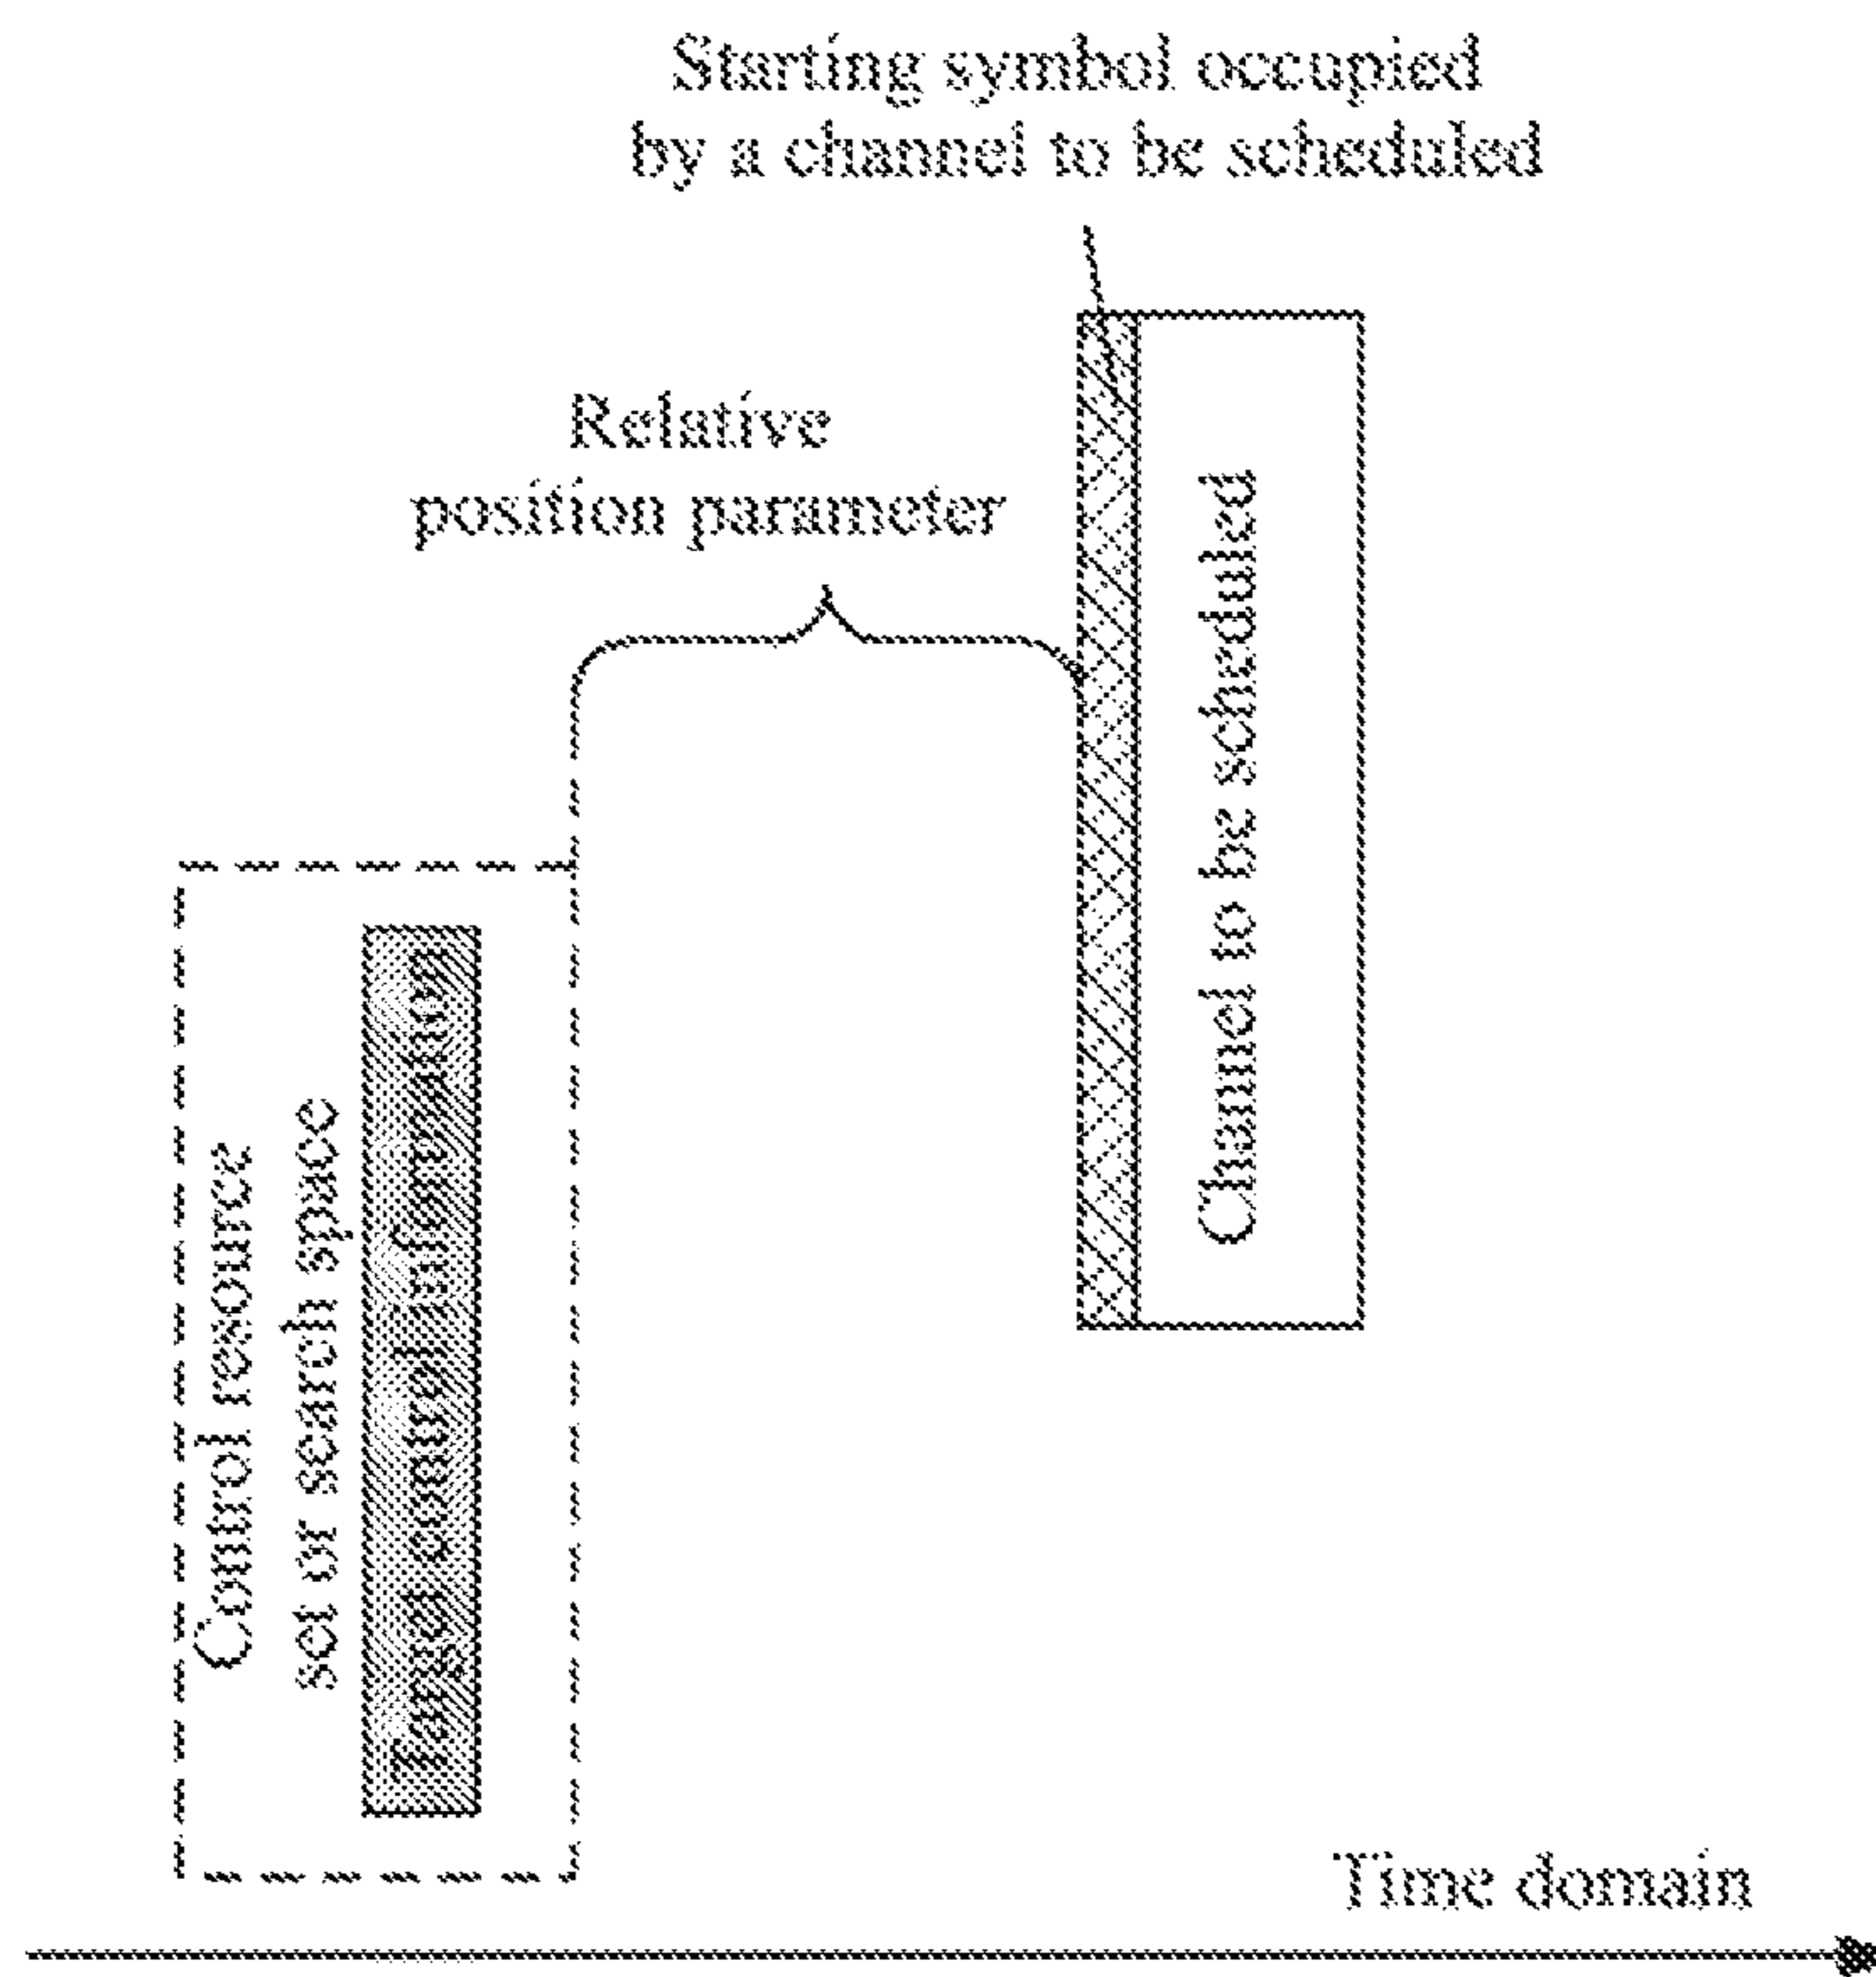 Starting symbol occupied
by a channel to be scheduled
Relative
position parameter
Channel to be scheduled
Control resource
set or search space
Target control information
Time domain